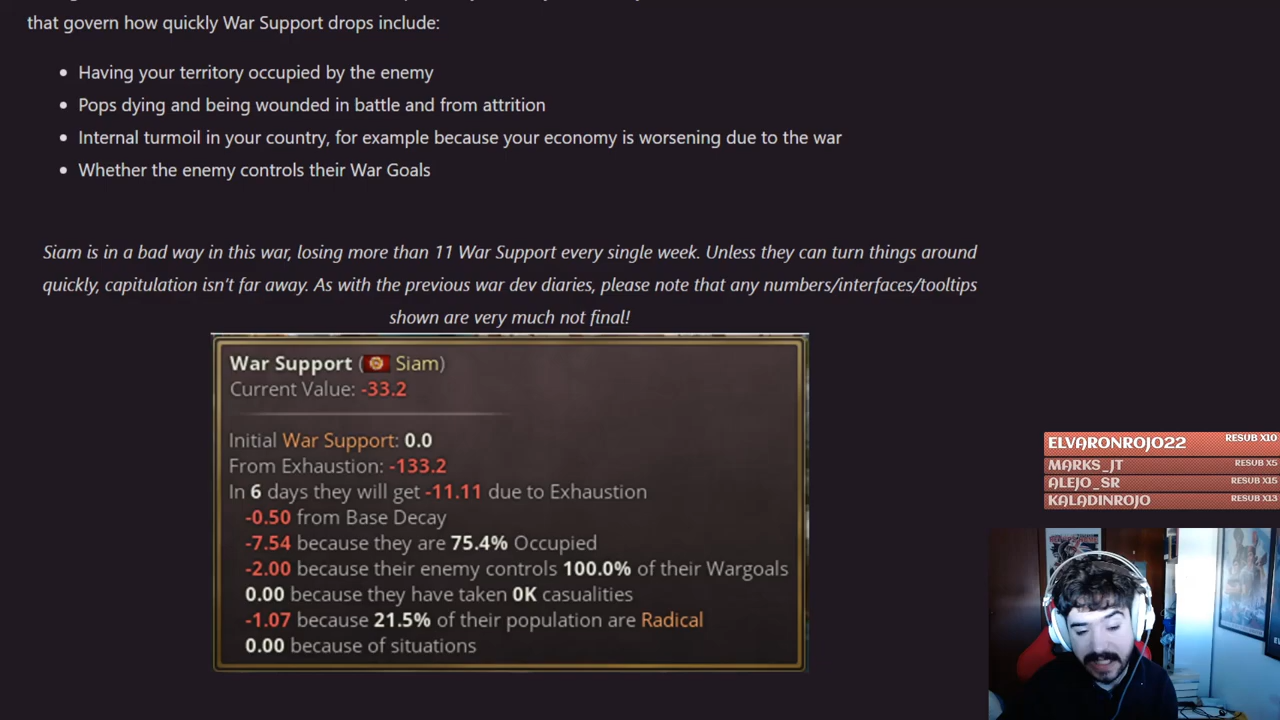 that govern how quickly War Support drops include:
• Having your territory occupied by the enemy
• Pops dying and being wounded in battle and from attrition
• Internal turmoil in your country, for example because your economy is worsening due to the war
• Whether the enemy controls their War Goals
Siam is in a bad way in this war, losing more than 11 War Support every single week. Unless they can turn things around
quickly, capitulation isn't far away. As with the previous war dev diaries, please note that any numbers/interfaces/tooltips
shown are very much not final!
War Support (Siam)
Current Value: -33.2
Initial War Support: 0.0
From Exhaustion: -133.2
In 6 days they will get -11.11 due to Exhaustion
-0.50 from Base Decay
-7.54 because they are 75.4% Occupied
-2.00 because their enemy controls 100.0% of their Wargoals
0.00 because they have taken 0K casualities
-1.07 because 21.5% of their population are Radical
0.00 because of situations
ELVARONROJO22 RESUB X10
MARKS_JT RESUB X5
ALEJO_SR RESUB X15
KALADINROJO RESUB X13